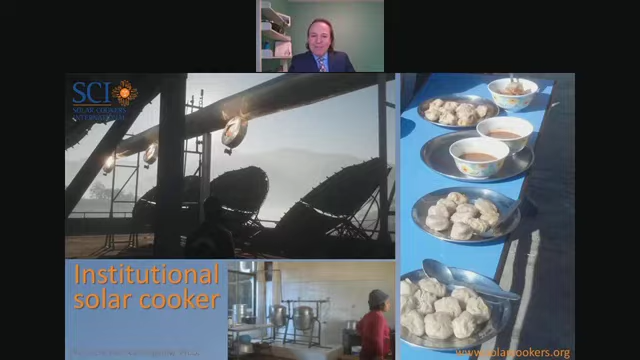 SCI
SOLAR COOKERS
INTERNATIONAL
Institutional
solar cooker
www.solarcookers.org